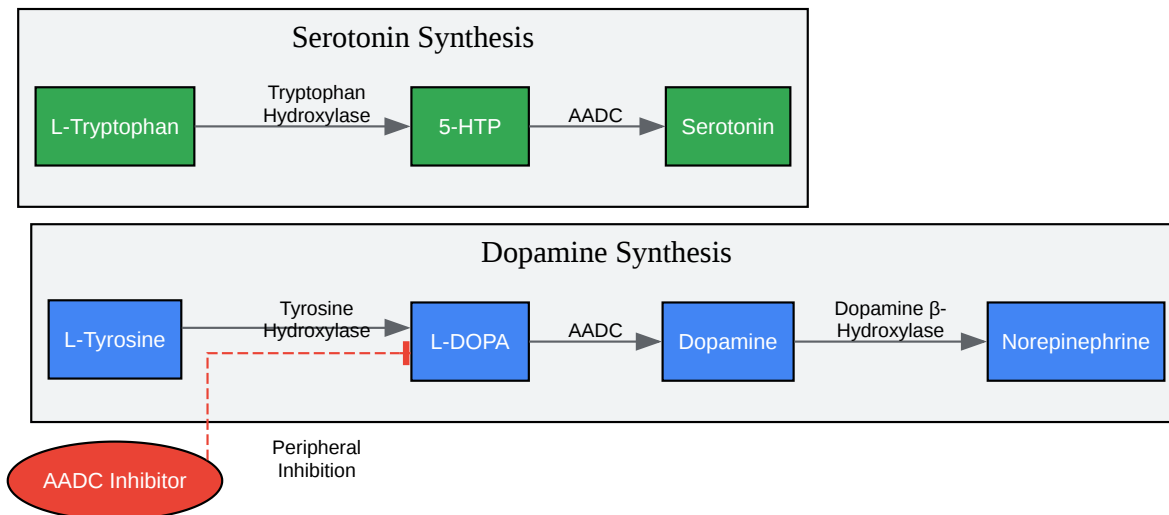 Serotonin Synthesis
Tryptophan
Hydroxylase
L-Tryptophan
5-HTP
AADC
Serotonin
Dopamine Synthesis
Tyrosine
Hydroxylase
Dopamine β-
Hydroxylase
L-Tyrosine
L-DOPA
AADC
Dopamine
Norepinephrine
Peripheral
Inhibition
AADC Inhibitor